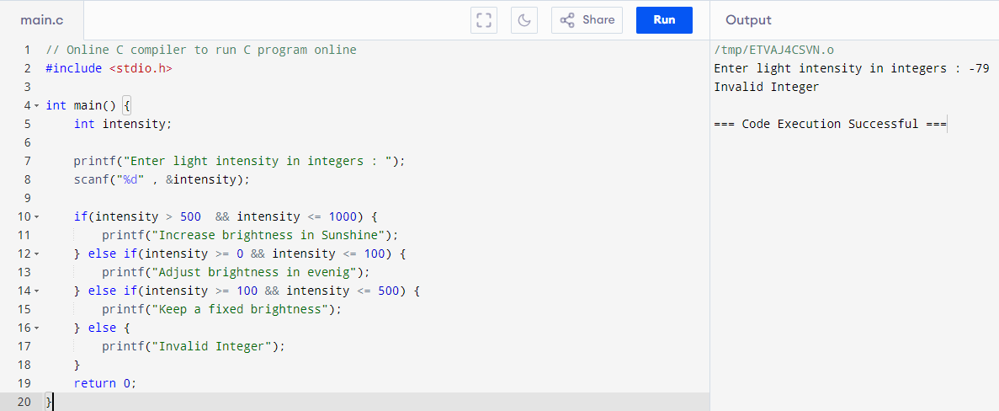 main.c Share Run Output
1 // Online C compiler to run C program online
2 #include <stdio.h>
3
4 int main() {
5     int intensity;
6
7     printf("Enter light intensity in integers : ");
8     scanf("%d" , &intensity);
9
10     if(intensity > 500  && intensity <= 1000) {
11         printf("Increase brightness in Sunshine");
12     } else if(intensity >= 0 && intensity <= 100) {
13         printf("Adjust brightness in evenig");
14     } else if(intensity >= 100 && intensity <= 500) {
15         printf("Keep a fixed brightness");
16     } else {
17         printf("Invalid Integer");
18     }
19     return 0;
20 }
/tmp/ETVAJ4CSVN.o
Enter light intensity in integers : -79
Invalid Integer
=== Code Execution Successful ===